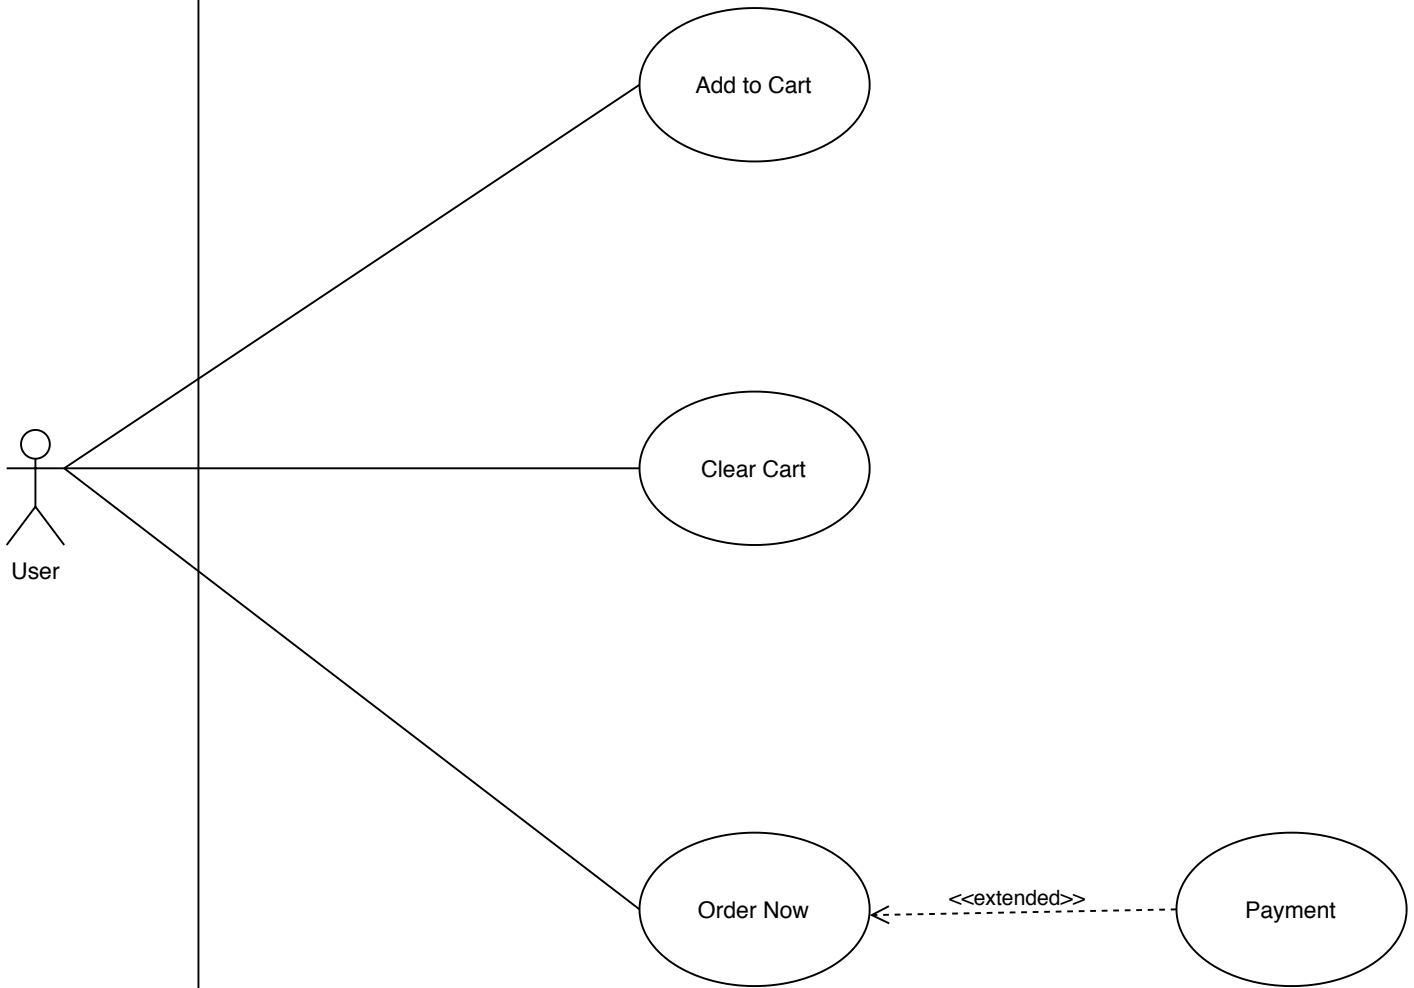 Add to Cart
Clear Cart
User
Order Now
<<extended>>
Payment